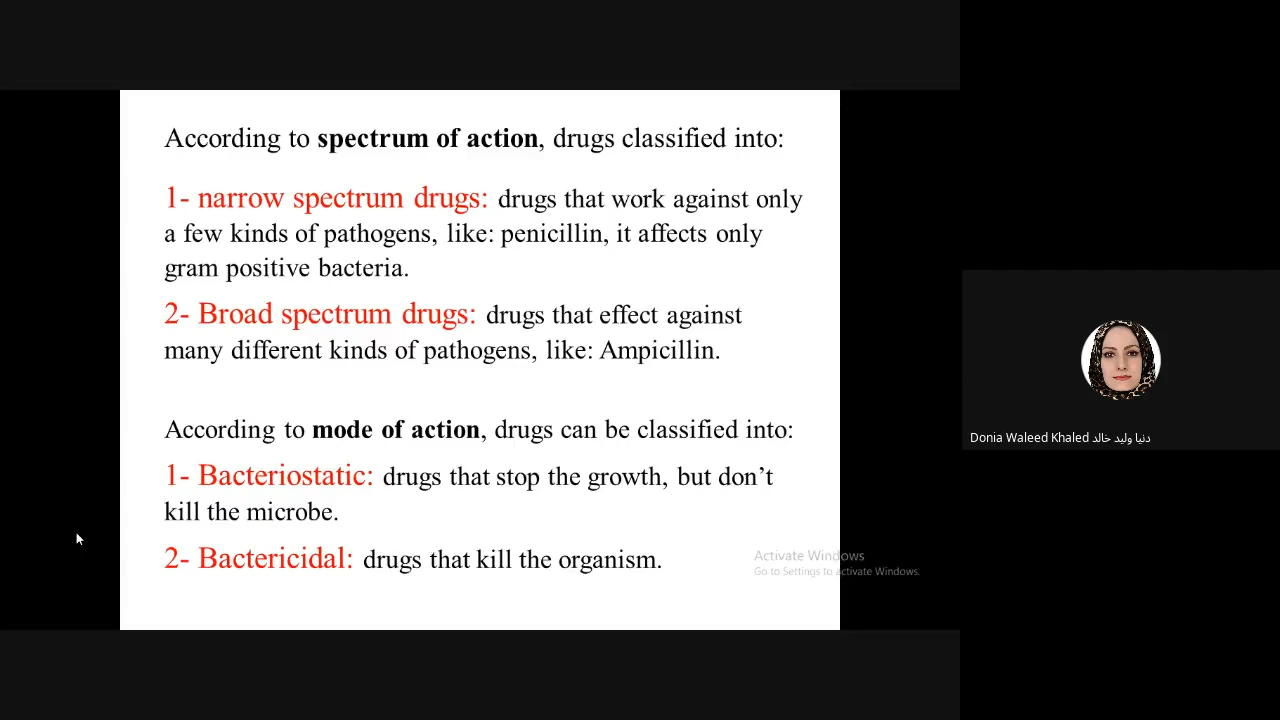 According to spectrum of action, drugs classified into:
1- narrow spectrum drugs: drugs that work against only
a few kinds of pathogens, like: penicillin, it affects only
gram positive bacteria.
2- Broad spectrum drugs: drugs that effect against
many different kinds of pathogens, like: Ampicillin.
According to mode of action, drugs can be classified into:
1- Bacteriostatic: drugs that stop the growth, but don’t
kill the microbe.
2- Bactericidal: drugs that kill the organism.
Activate Windows
Go to Settings to activate Windows.
Donia Waleed Khaled دنيا وليد خالد